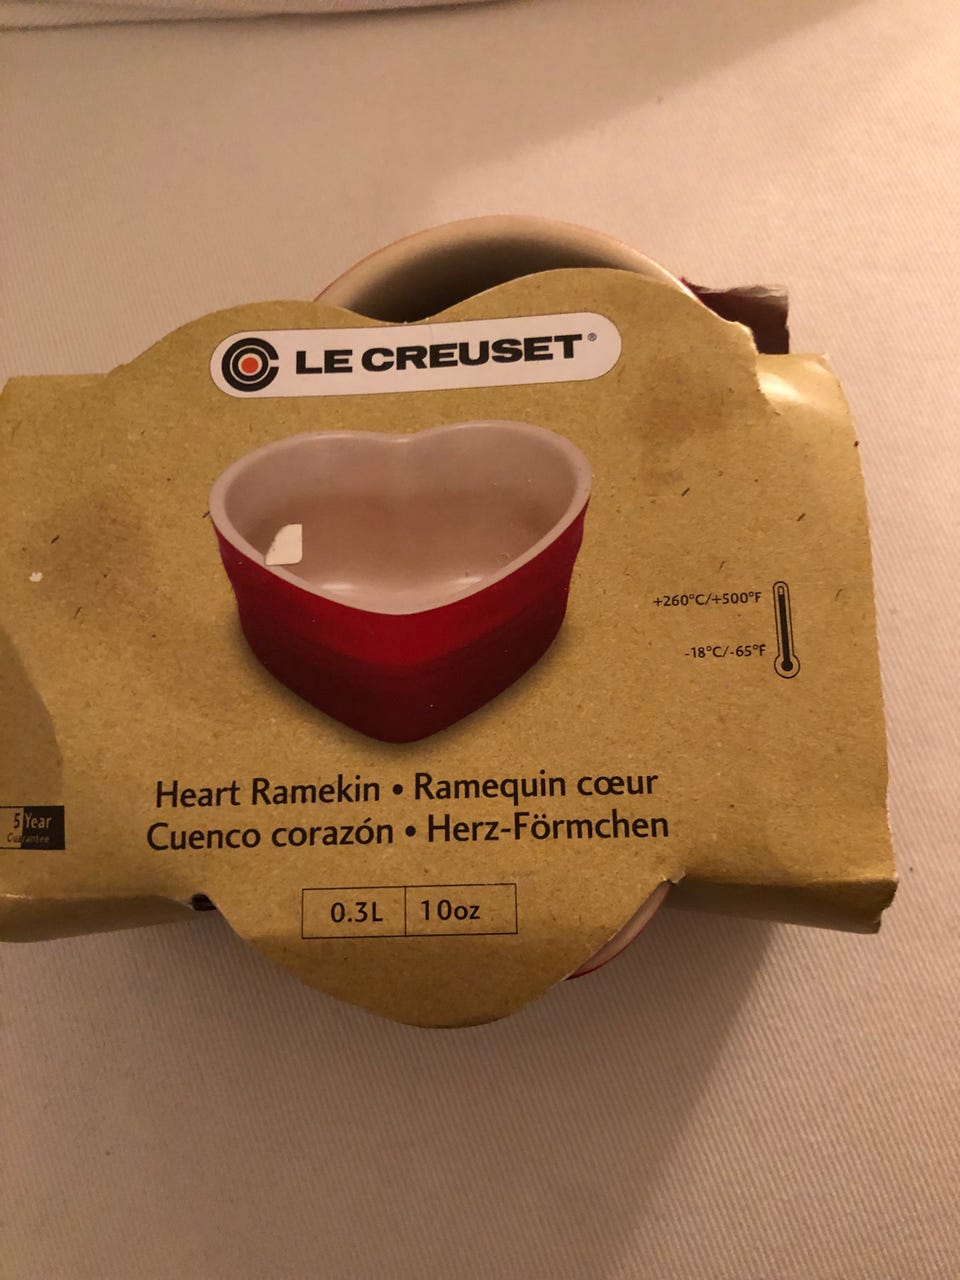 LE CREUSET®
+260°C/+500°F
-18°C/-65°F
Heart Ramekin • Ramequin cœur
Cuenco corazón • Herz-Förmchen
5 Year
Guarantee
0.3L 10oz